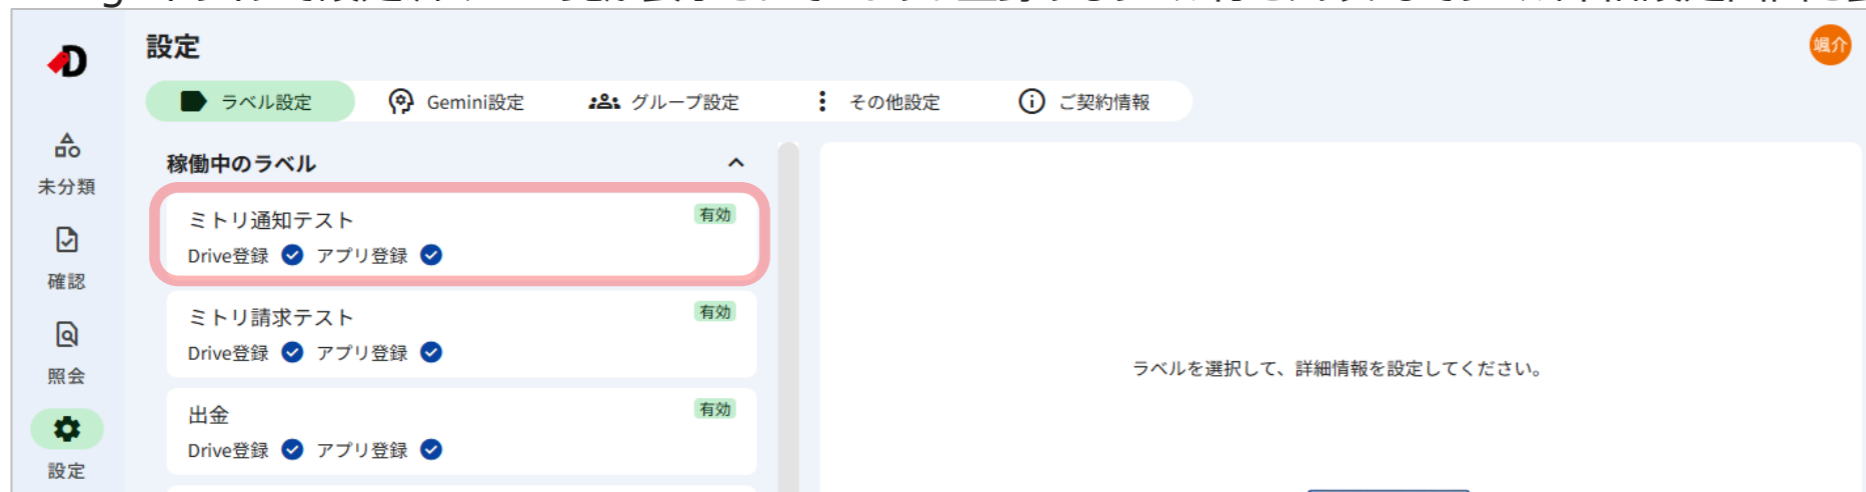 設定
颯介
ラベル設定
Gemini設定
グループ設定
その他設定
ご契約情報
未分類
確認
照会
設定
稼働中のラベル
ミトリ通知テスト
有効
Drive登録 アプリ登録
ミトリ請求テスト
有効
Drive登録 アプリ登録
出金
有効
Drive登録 アプリ登録
ラベルを選択して、詳細情報を設定してください。